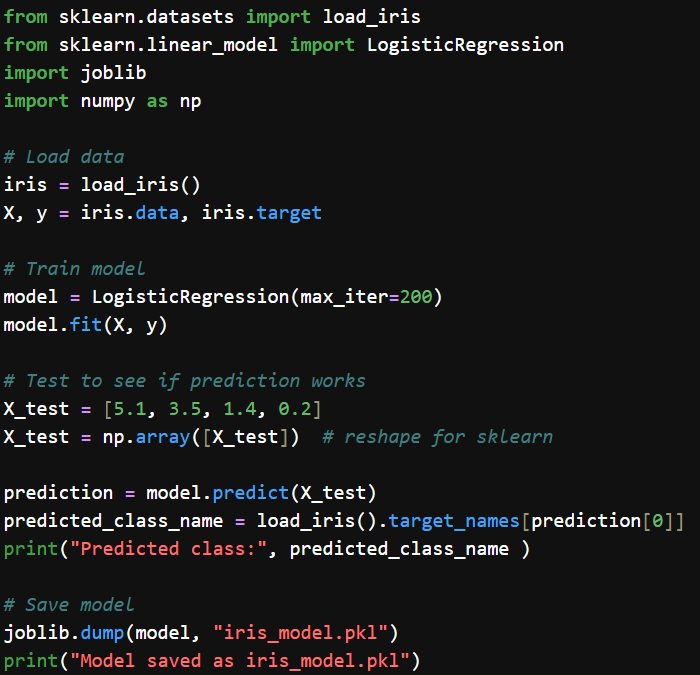 from sklearn.datasets import load_iris
from sklearn.linear_model import LogisticRegression
import joblib
import numpy as np
# Load data
iris = load_iris()
X, y = iris.data, iris.target
# Train model
model = LogisticRegression(max_iter=200)
model.fit(X, y)
# Test to see if prediction works
X_test = [5.1, 3.5, 1.4, 0.2]
X_test = np.array([X_test])  # reshape for sklearn
prediction = model.predict(X_test)
predicted_class_name = load_iris().target_names[prediction[0]]
print("Predicted class:", predicted_class_name )
# Save model
joblib.dump(model, "iris_model.pkl")
print("Model saved as iris_model.pkl")